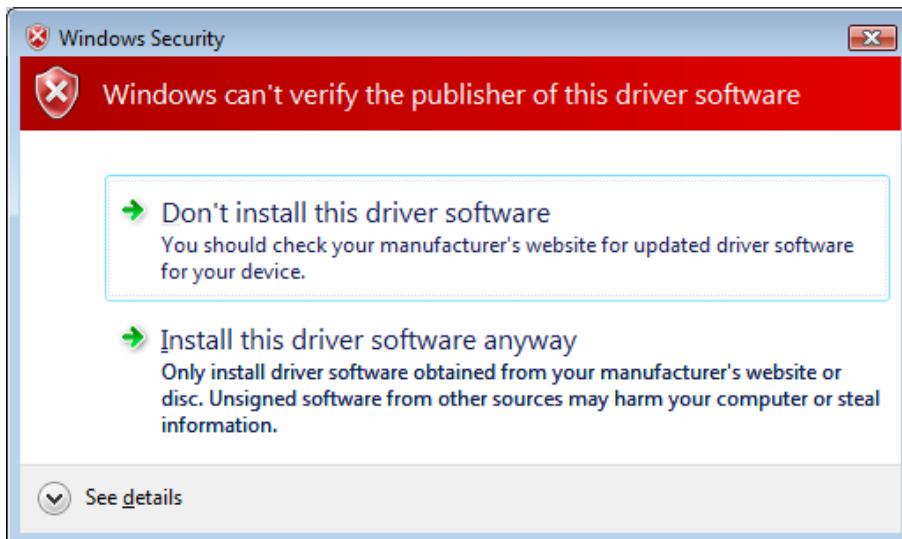 Windows Security
Windows can't verify the publisher of this driver software
Don't install this driver software
You should check your manufacturer's website for updated driver software
for your device.
Install this driver software anyway
Only install driver software obtained from your manufacturer's website or
disc. Unsigned software from other sources may harm your computer or steal
information.
See details